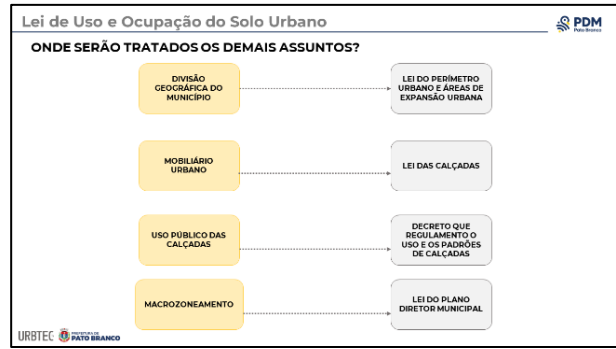 Lei de Uso e Ocupação do Solo Urbano
PDM
Pato Branco
ONDE SERÃO TRATADOS OS DEMAIS ASSUNTOS?
DIVISÃO
GEOGRÁFICA DO
MUNICÍPIO
LEI DO PERÍMETRO
URBANO E ÁREAS DE
EXPANSÃO URBANA
MOBILIÁRIO
URBANO
LEI DAS CALÇADAS
USO PÚBLICO DAS
CALÇADAS
DECRETO QUE
REGULAMENTO O
USO E OS PADRÕES
DE CALÇADAS
MACROZONEAMENTO
LEI DO PLANO
DIRETOR MUNICIPAL
URBTEC
PREFEITURA DE
PATO BRANCO